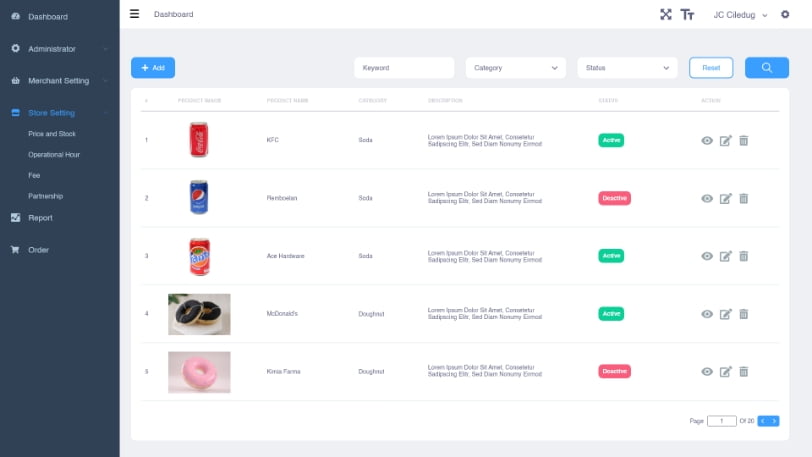 Dashboard
Dashboard
JC Ciledug
Administrator
Merchant Setting
Store Setting
Price and Stock
Operational Hour
Fee
Partnership
Report
Order
+ Add
Keyword
Category
Status
Reset
# PRODUCT IMAGE PRODUCT NAME CATEGORY DESCRIPTION STATUS ACTION
1 KFC Soda Lorem Ipsum Dolor Sit Amet, Consetetur
Sadipscing Elitr, Sed Diam Nonumy Eirmod
Active
2 Remboelan Soda Lorem Ipsum Dolor Sit Amet, Consetetur
Sadipscing Elitr, Sed Diam Nonumy Eirmod
Deactive
3 Ace Hardware Soda Lorem Ipsum Dolor Sit Amet, Consetetur
Sadipscing Elitr, Sed Diam Nonumy Eirmod
Active
4 McDonald's Doughnut Lorem Ipsum Dolor Sit Amet, Consetetur
Sadipscing Elitr, Sed Diam Nonumy Eirmod
Active
5 Kimia Farma Doughnut Lorem Ipsum Dolor Sit Amet, Consetetur
Sadipscing Elitr, Sed Diam Nonumy Eirmod
Deactive
Page 1 Of 20